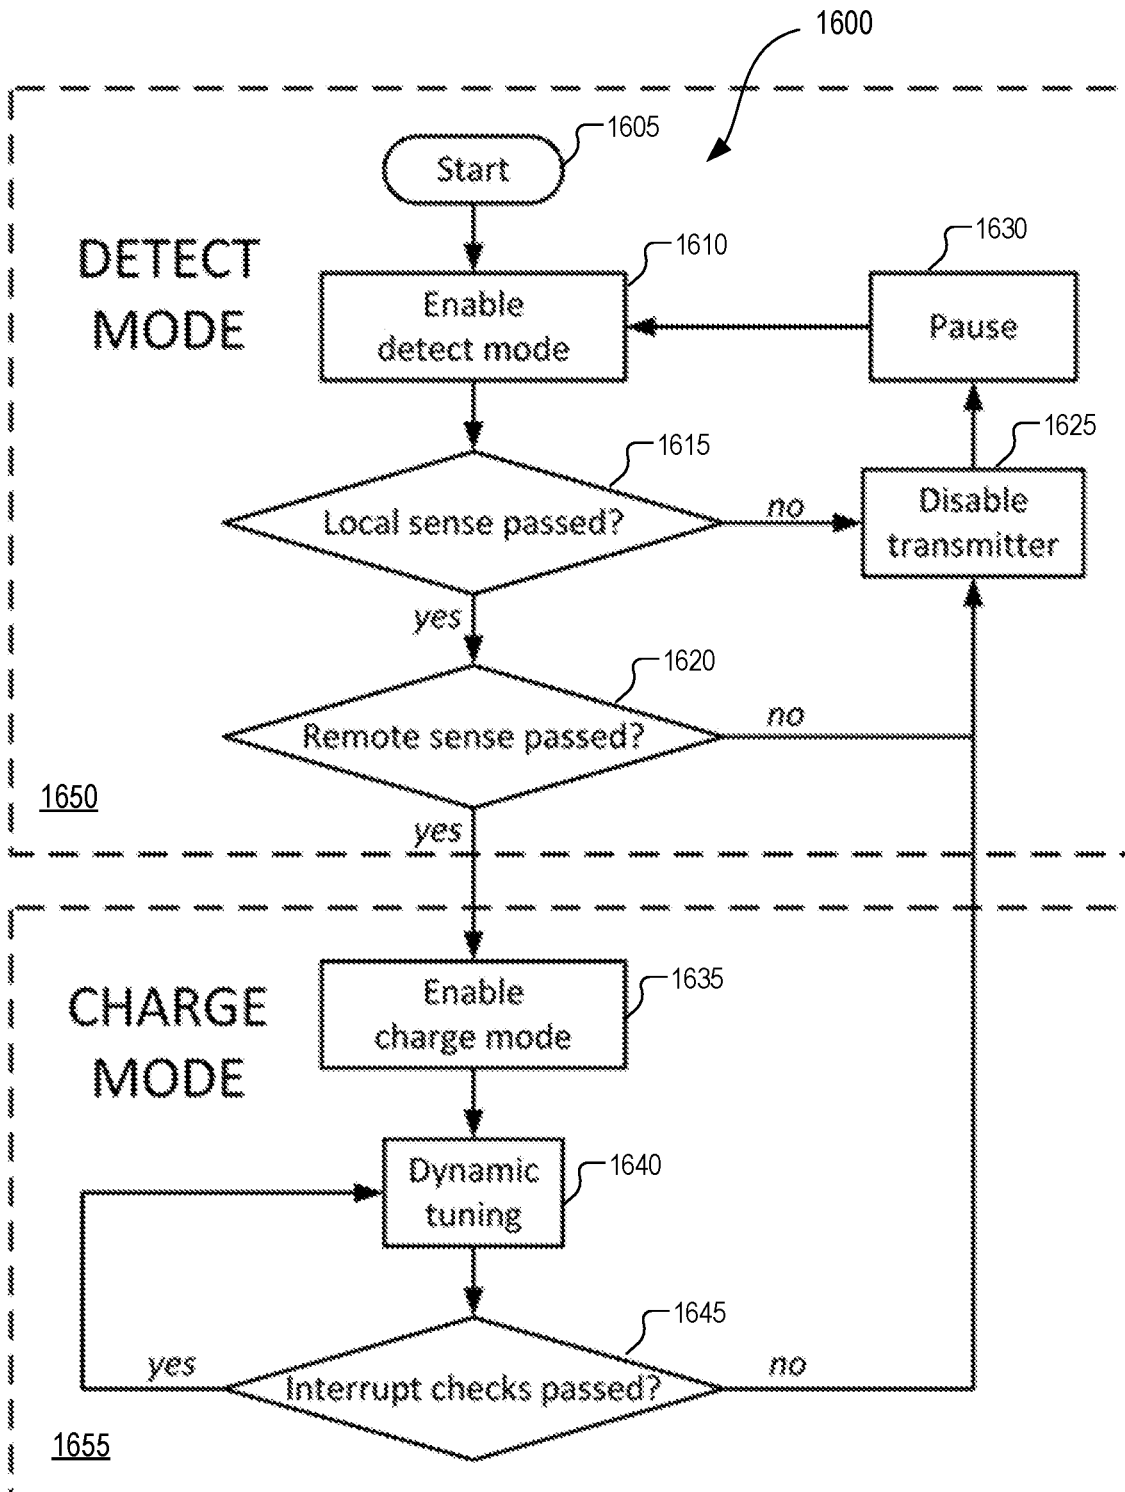 1600
Start
1605
DETECT
MODE
Enable
detect mode
1610
Pause
1630
Local sense passed?
1615
no
Disable
transmitter
1625
yes
Remote sense passed?
1620
no
1650
yes
CHARGE
MODE
Enable
charge mode
1635
Dynamic
tuning
1640
Interrupt checks passed?
1645
yes
no
1655